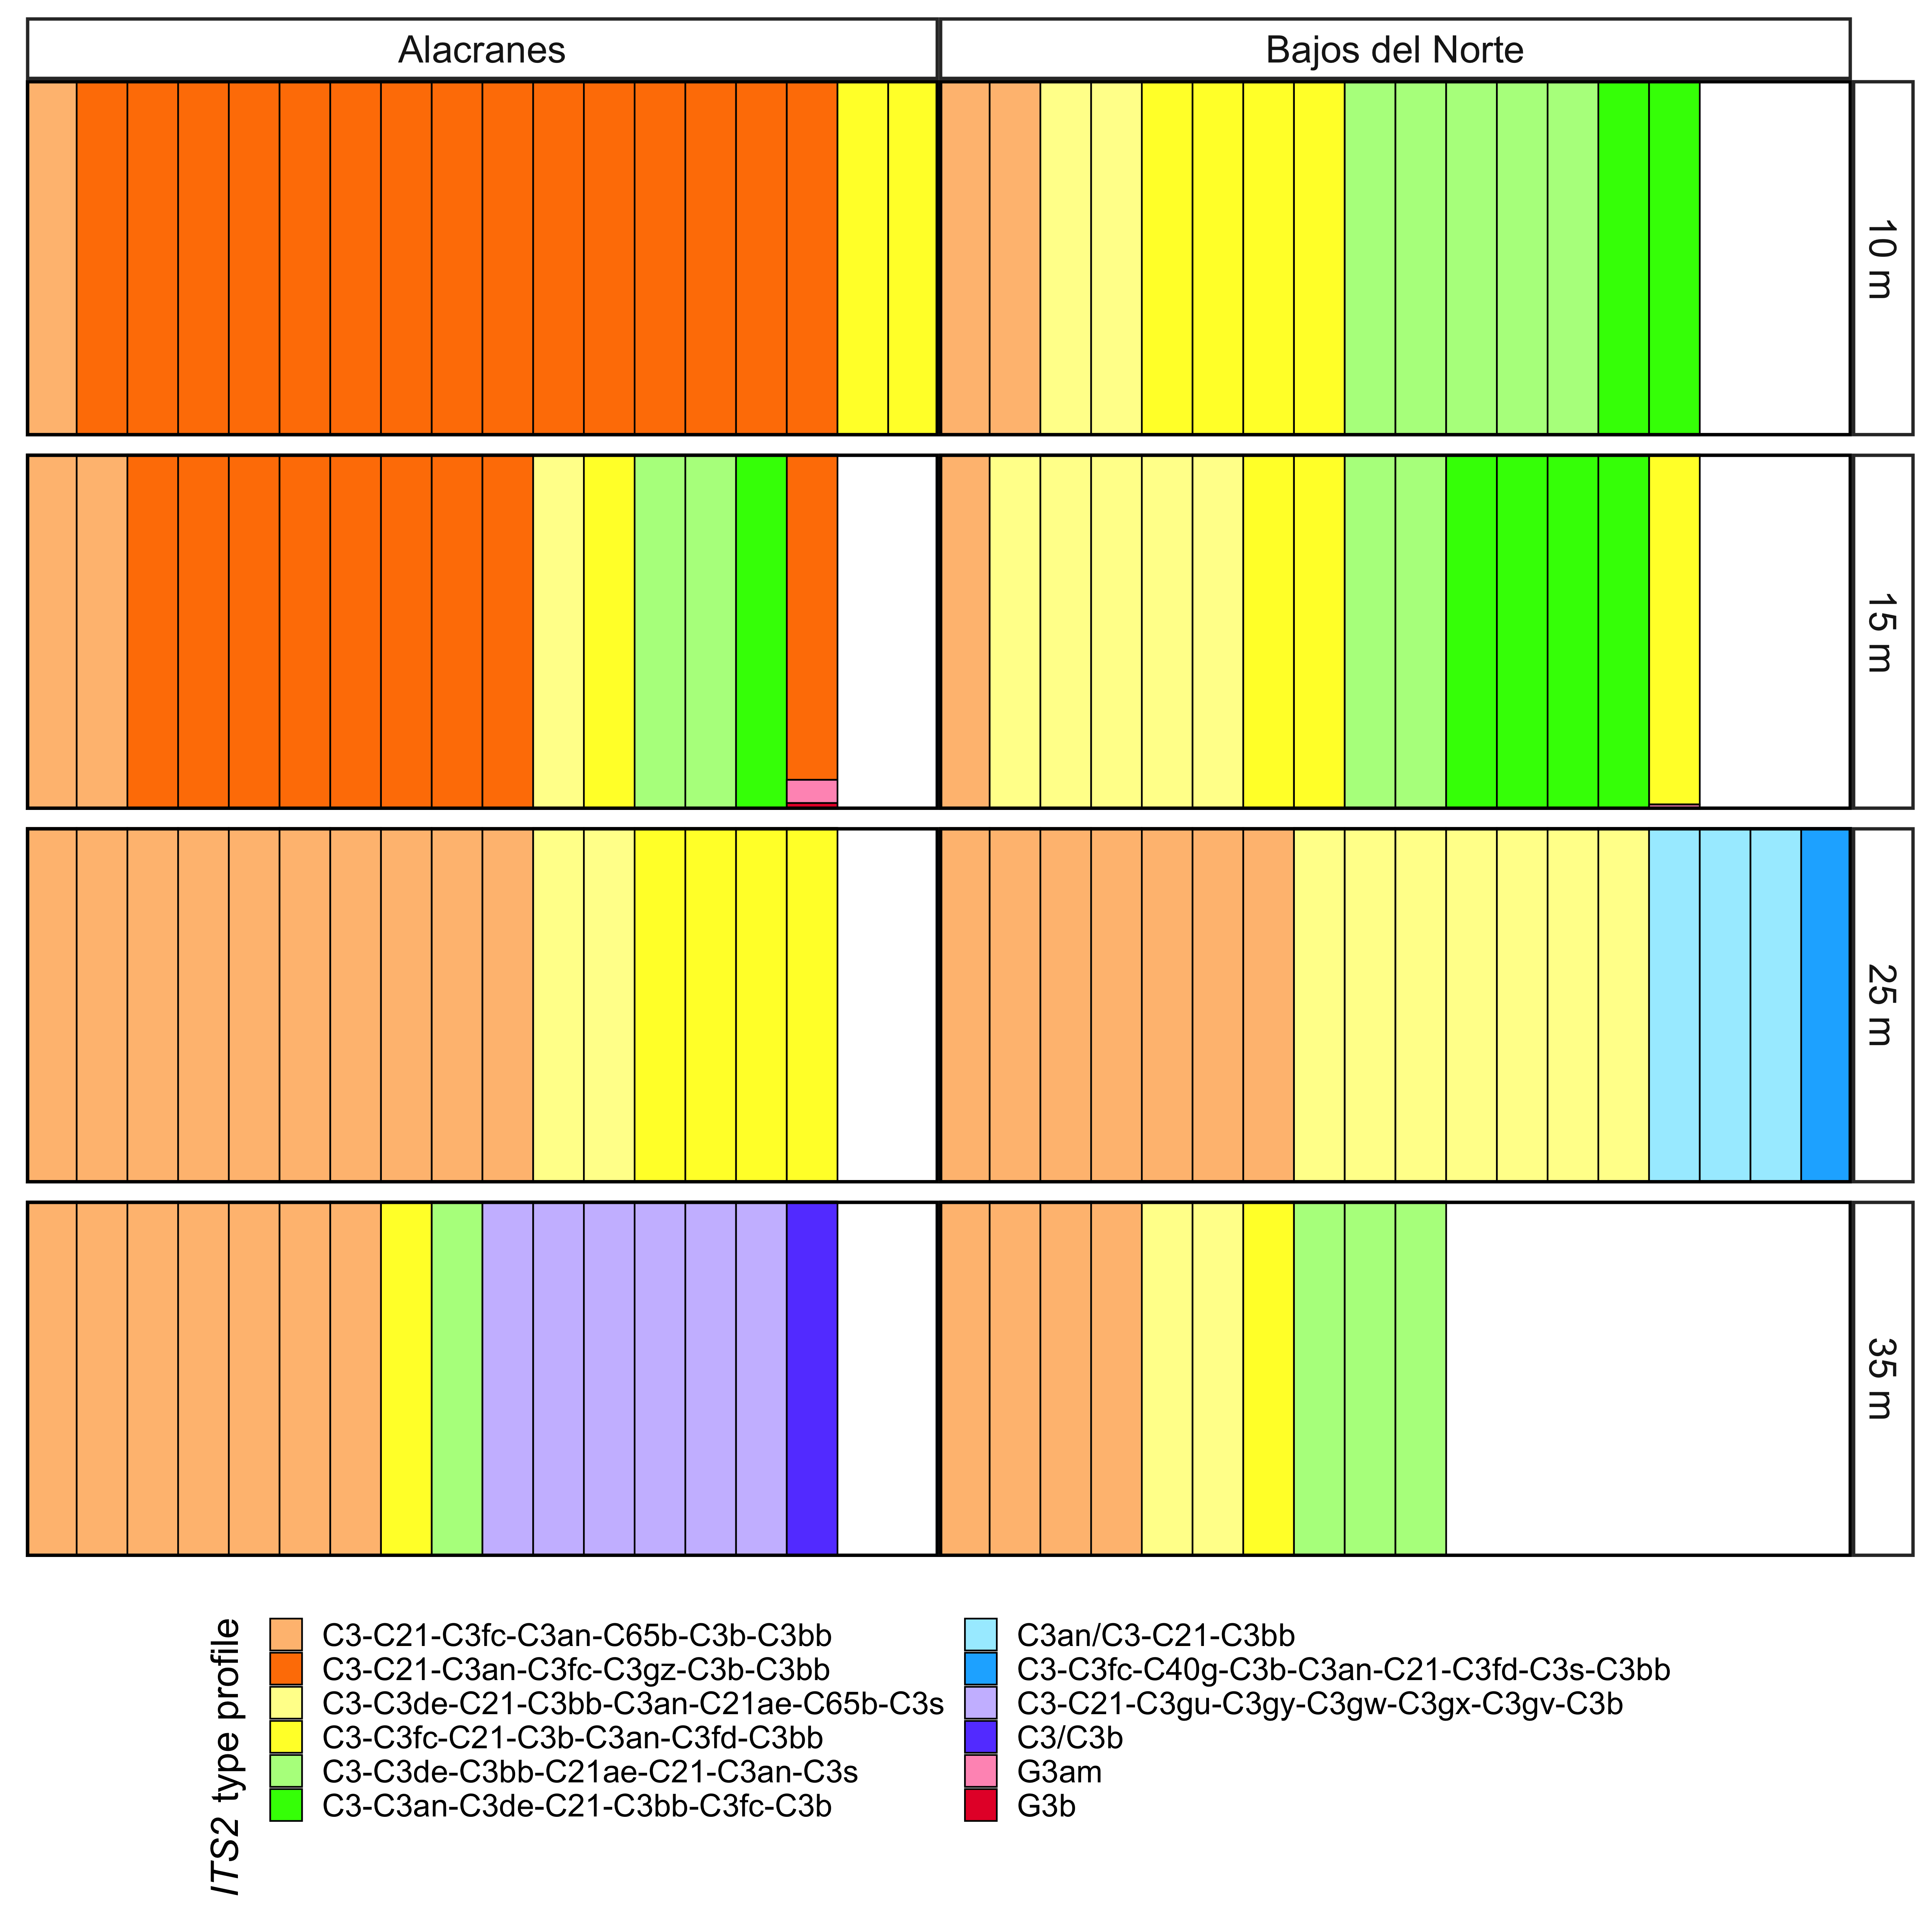 Alacranes
Bajos del Norte
10 m
15 m
25 m
35 m
ITS2 type profile
C3-C21-C3fc-C3an-C65b-C3b-C3bb
C3-C21-C3an-C3fc-C3gz-C3b-C3bb
C3-C3de-C21-C3bb-C3an-C21ae-C65b-C3s
C3-C3fc-C21-C3b-C3an-C3fd-C3bb
C3-C3de-C3bb-C21ae-C21-C3an-C3s
C3-C3an-C3de-C21-C3bb-C3fc-C3b
C3an/C3-C21-C3bb
C3-C3fc-C40g-C3b-C3an-C21-C3fd-C3s-C3bb
C3-C21-C3gu-C3gy-C3gw-C3gx-C3gv-C3b
C3/C3b
G3am
G3b